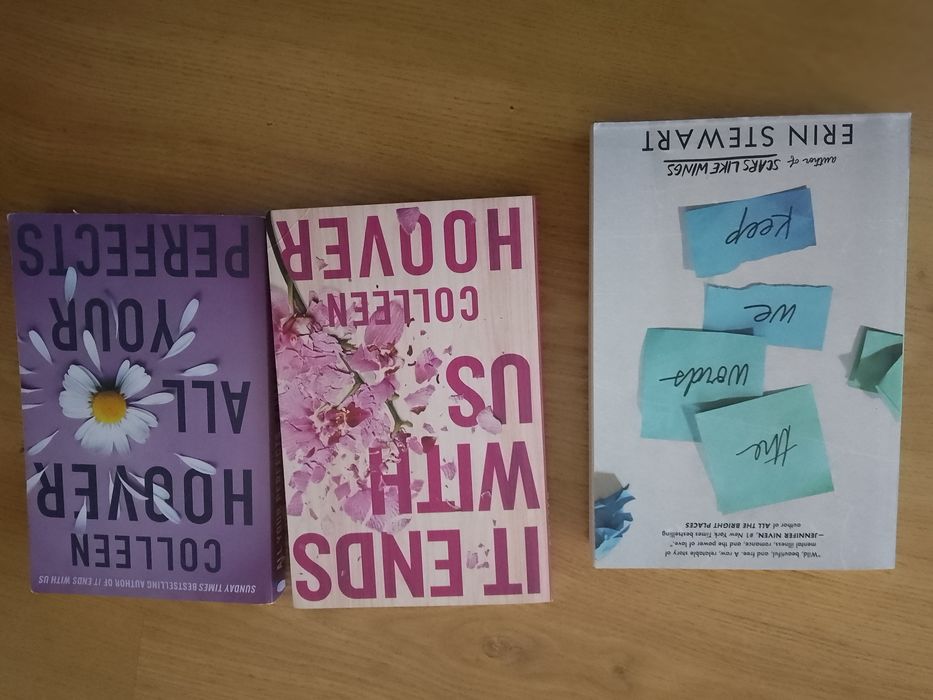 "Wild, beautiful, and free. A raw, relatable story of
mental illness, romance, and the power of love."
—JENNIFER NIVEN, #1 New York Times bestselling
author of ALL THE BRIGHT PLACES
the
words
we
keep
author of SCARS LIKE WINGS
ERIN STEWART
IT ENDS
WITH
US
COLLEEN
HOOVER
SUNDAY TIMES BESTSELLING AUTHOR OF IT ENDS WITH US
COLLEEN
HOOVER
ALL
YOUR
PERFECTS